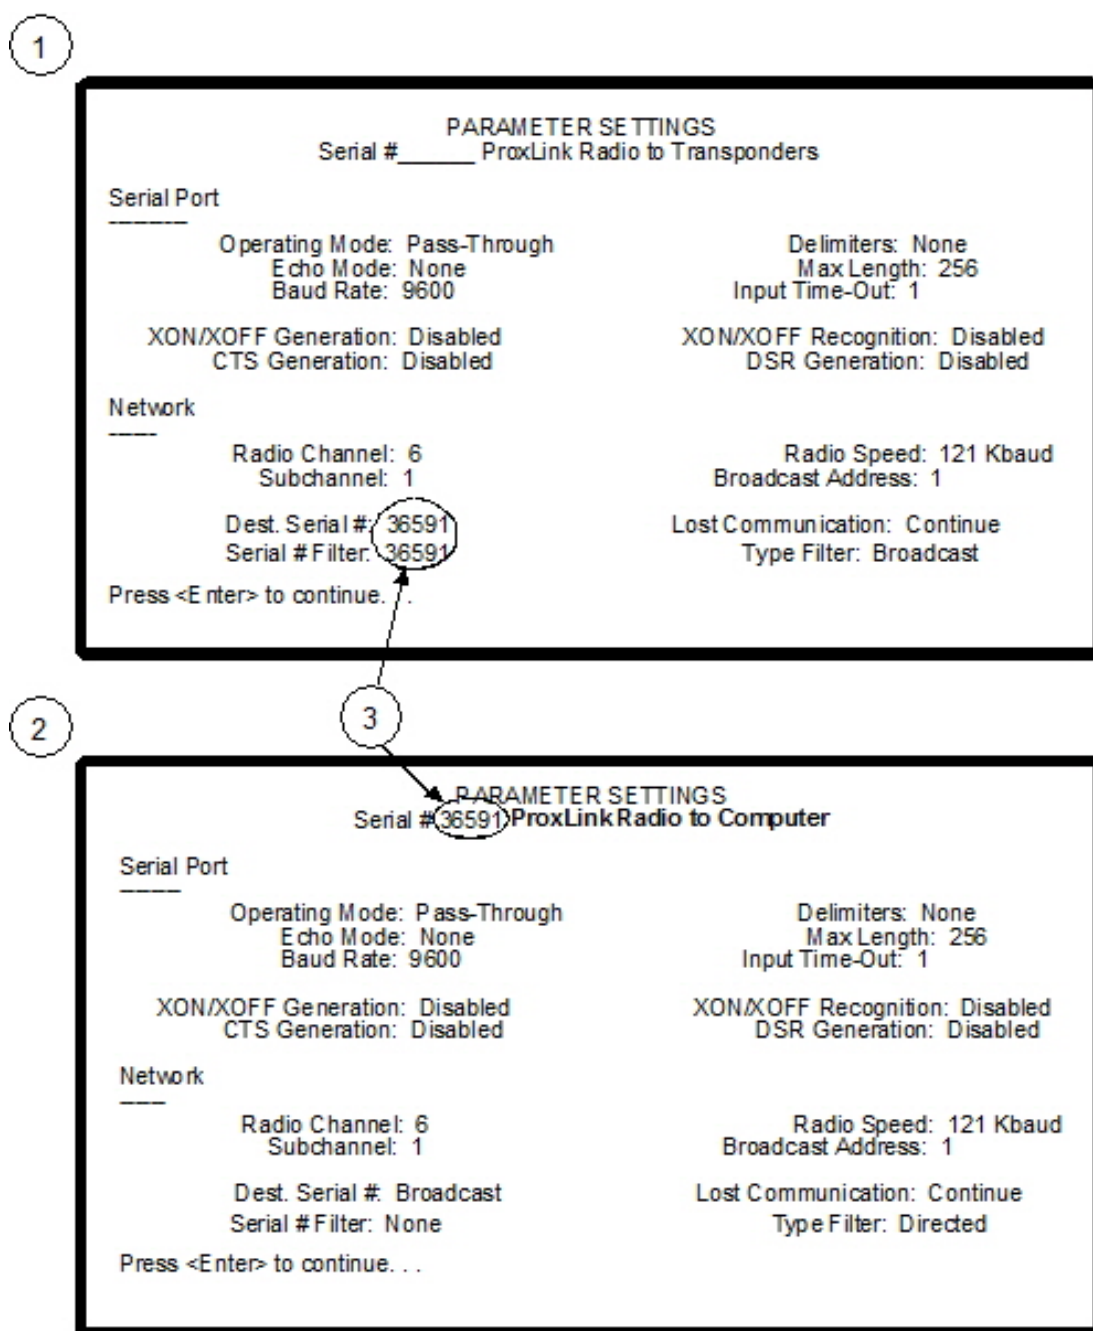 1
PARAMETER SETTINGS
Serial #______ ProxLink Radio to Transponders
Serial Port
----------
Operating Mode: Pass-Through Delimiters: None
Echo Mode: None Max Length: 256
Baud Rate: 9600 Input Time-Out: 1
XON/XOFF Generation: Disabled XON/XOFF Recognition: Disabled
CTS Generation: Disabled DSR Generation: Disabled
Network
------
Radio Channel: 6 Radio Speed: 121 Kbaud
Subchannel: 1 Broadcast Address: 1
Dest. Serial #: 36591 Lost Communication: Continue
Serial # Filter: 36591 Type Filter: Broadcast
Press <Enter> to continue. . .
2
3
PARAMETER SETTINGS
Serial # 36591 ProxLink Radio to Computer
Serial Port
--------
Operating Mode: Pass-Through Delimiters: None
Echo Mode: None Max Length: 256
Baud Rate: 9600 Input Time-Out: 1
XON/XOFF Generation: Disabled XON/XOFF Recognition: Disabled
CTS Generation: Disabled DSR Generation: Disabled
Network
------
Radio Channel: 6 Radio Speed: 121 Kbaud
Subchannel: 1 Broadcast Address: 1
Dest. Serial #: Broadcast Lost Communication: Continue
Serial # Filter: None Type Filter: Directed
Press <Enter> to continue. . .